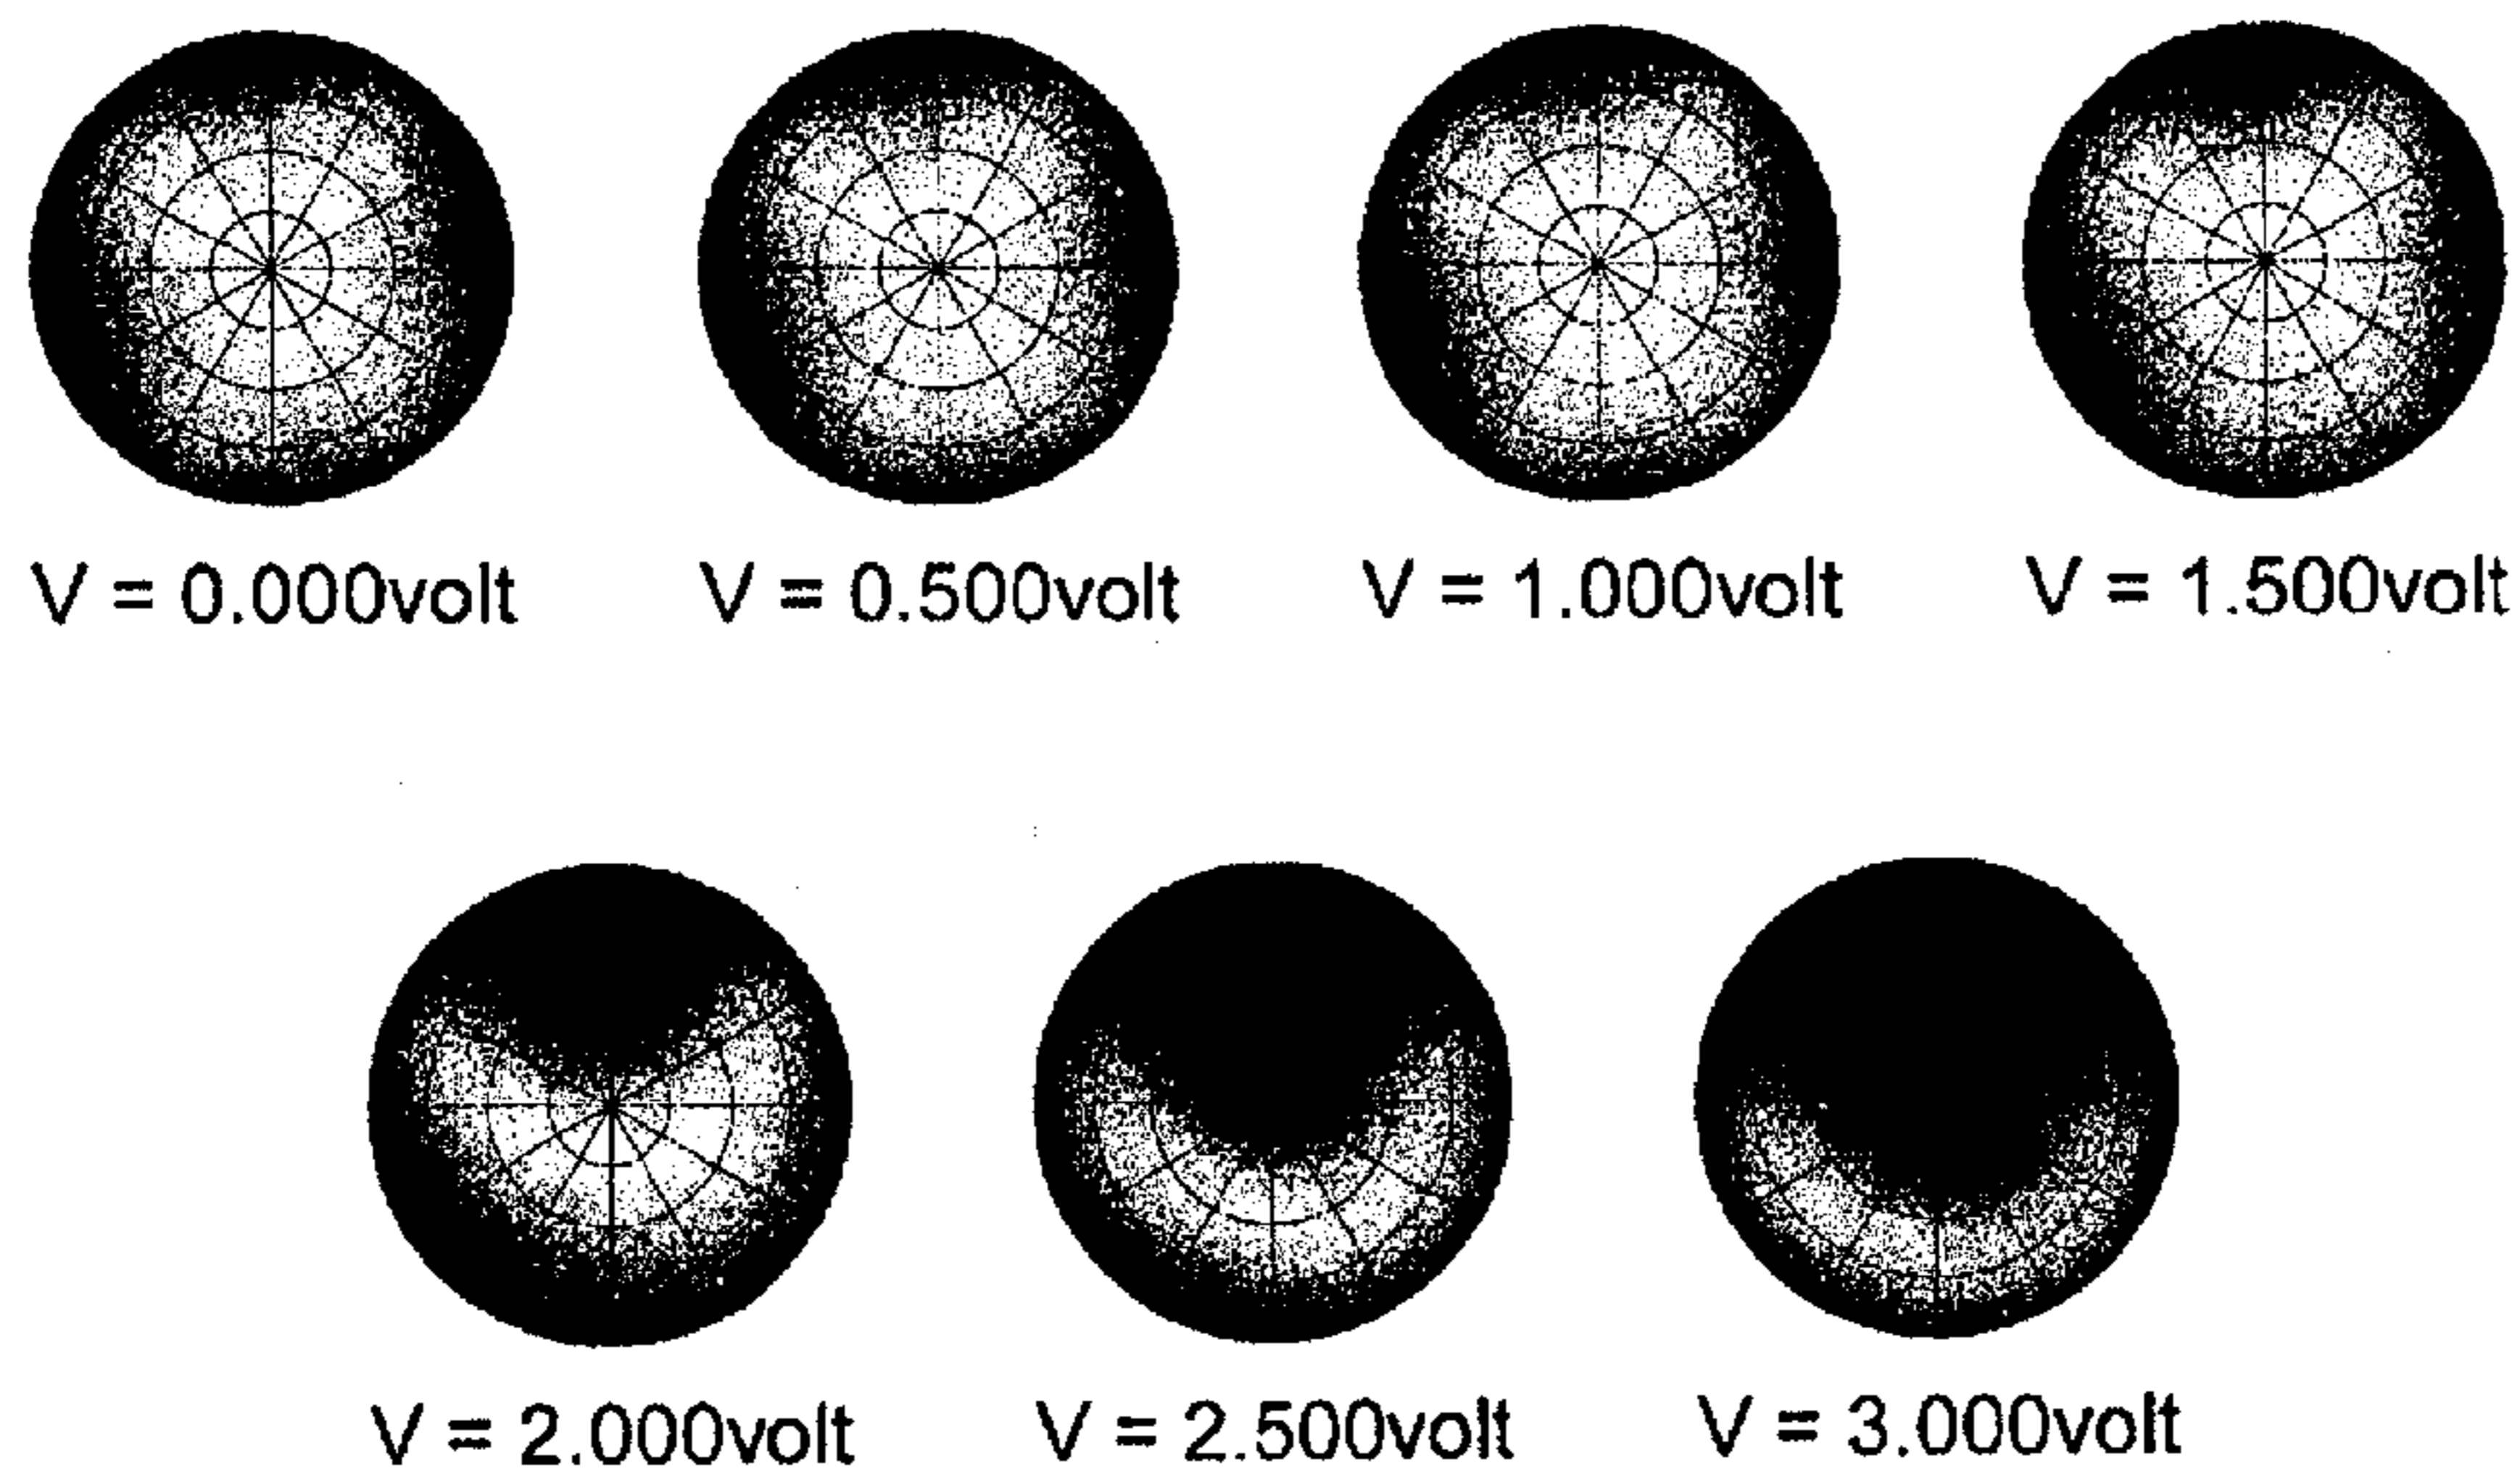 V = 0.000volt V = 0.500volt V = 1.000volt V = 1.500volt
V = 2.000volt V = 2.500volt V = 3.000volt